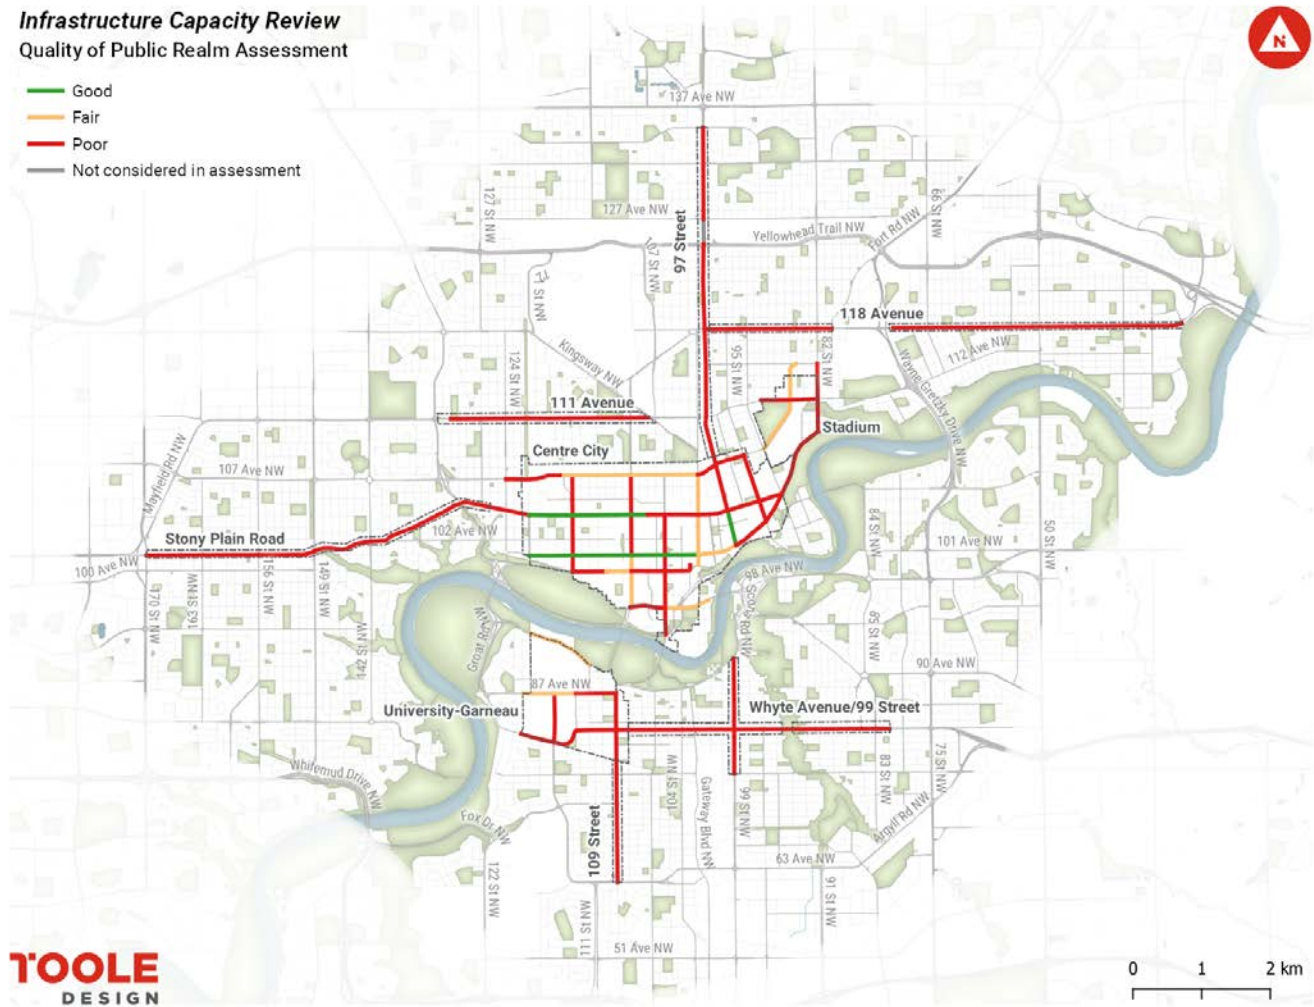 Infrastructure Capacity Review
Quality of Public Realm Assessment
Good
Fair
Poor
Not considered in assessment
N
137 Ave NW
127 St NW
127 Ave NW
97 Street
66 St NW
Yellowhead Trail NW
Fort Rd NW
107 St NW
118 Avenue
124 St NW
Kingsway NW
95 St NW
82 St NW
112 Ave NW
Wayne Gretzky Drive NW
111 Avenue
Stadium
Centre City
107 Ave NW
Mayfield Rd NW
102 Ave NW
Stony Plain Road
84 St NW
101 Ave NW
50 St NW
100 Ave NW
170 St NW
163 St NW
156 St NW
149 St NW
98 Ave NW
142 St NW
85 St NW
90 Ave NW
87 Ave NW
University-Garneau
Whyte Avenue/99 Street
Whitemud Drive NW
104 St NW
Gateway Blvd NW
99 St NW
83 St NW
75 St NW
Argyll Rd NW
Fox Dr NW
109 Street
63 Ave NW
122 St NW
91 St NW
111 St NW
51 Ave NW
TOOLE
DESIGN
0 1 2 km